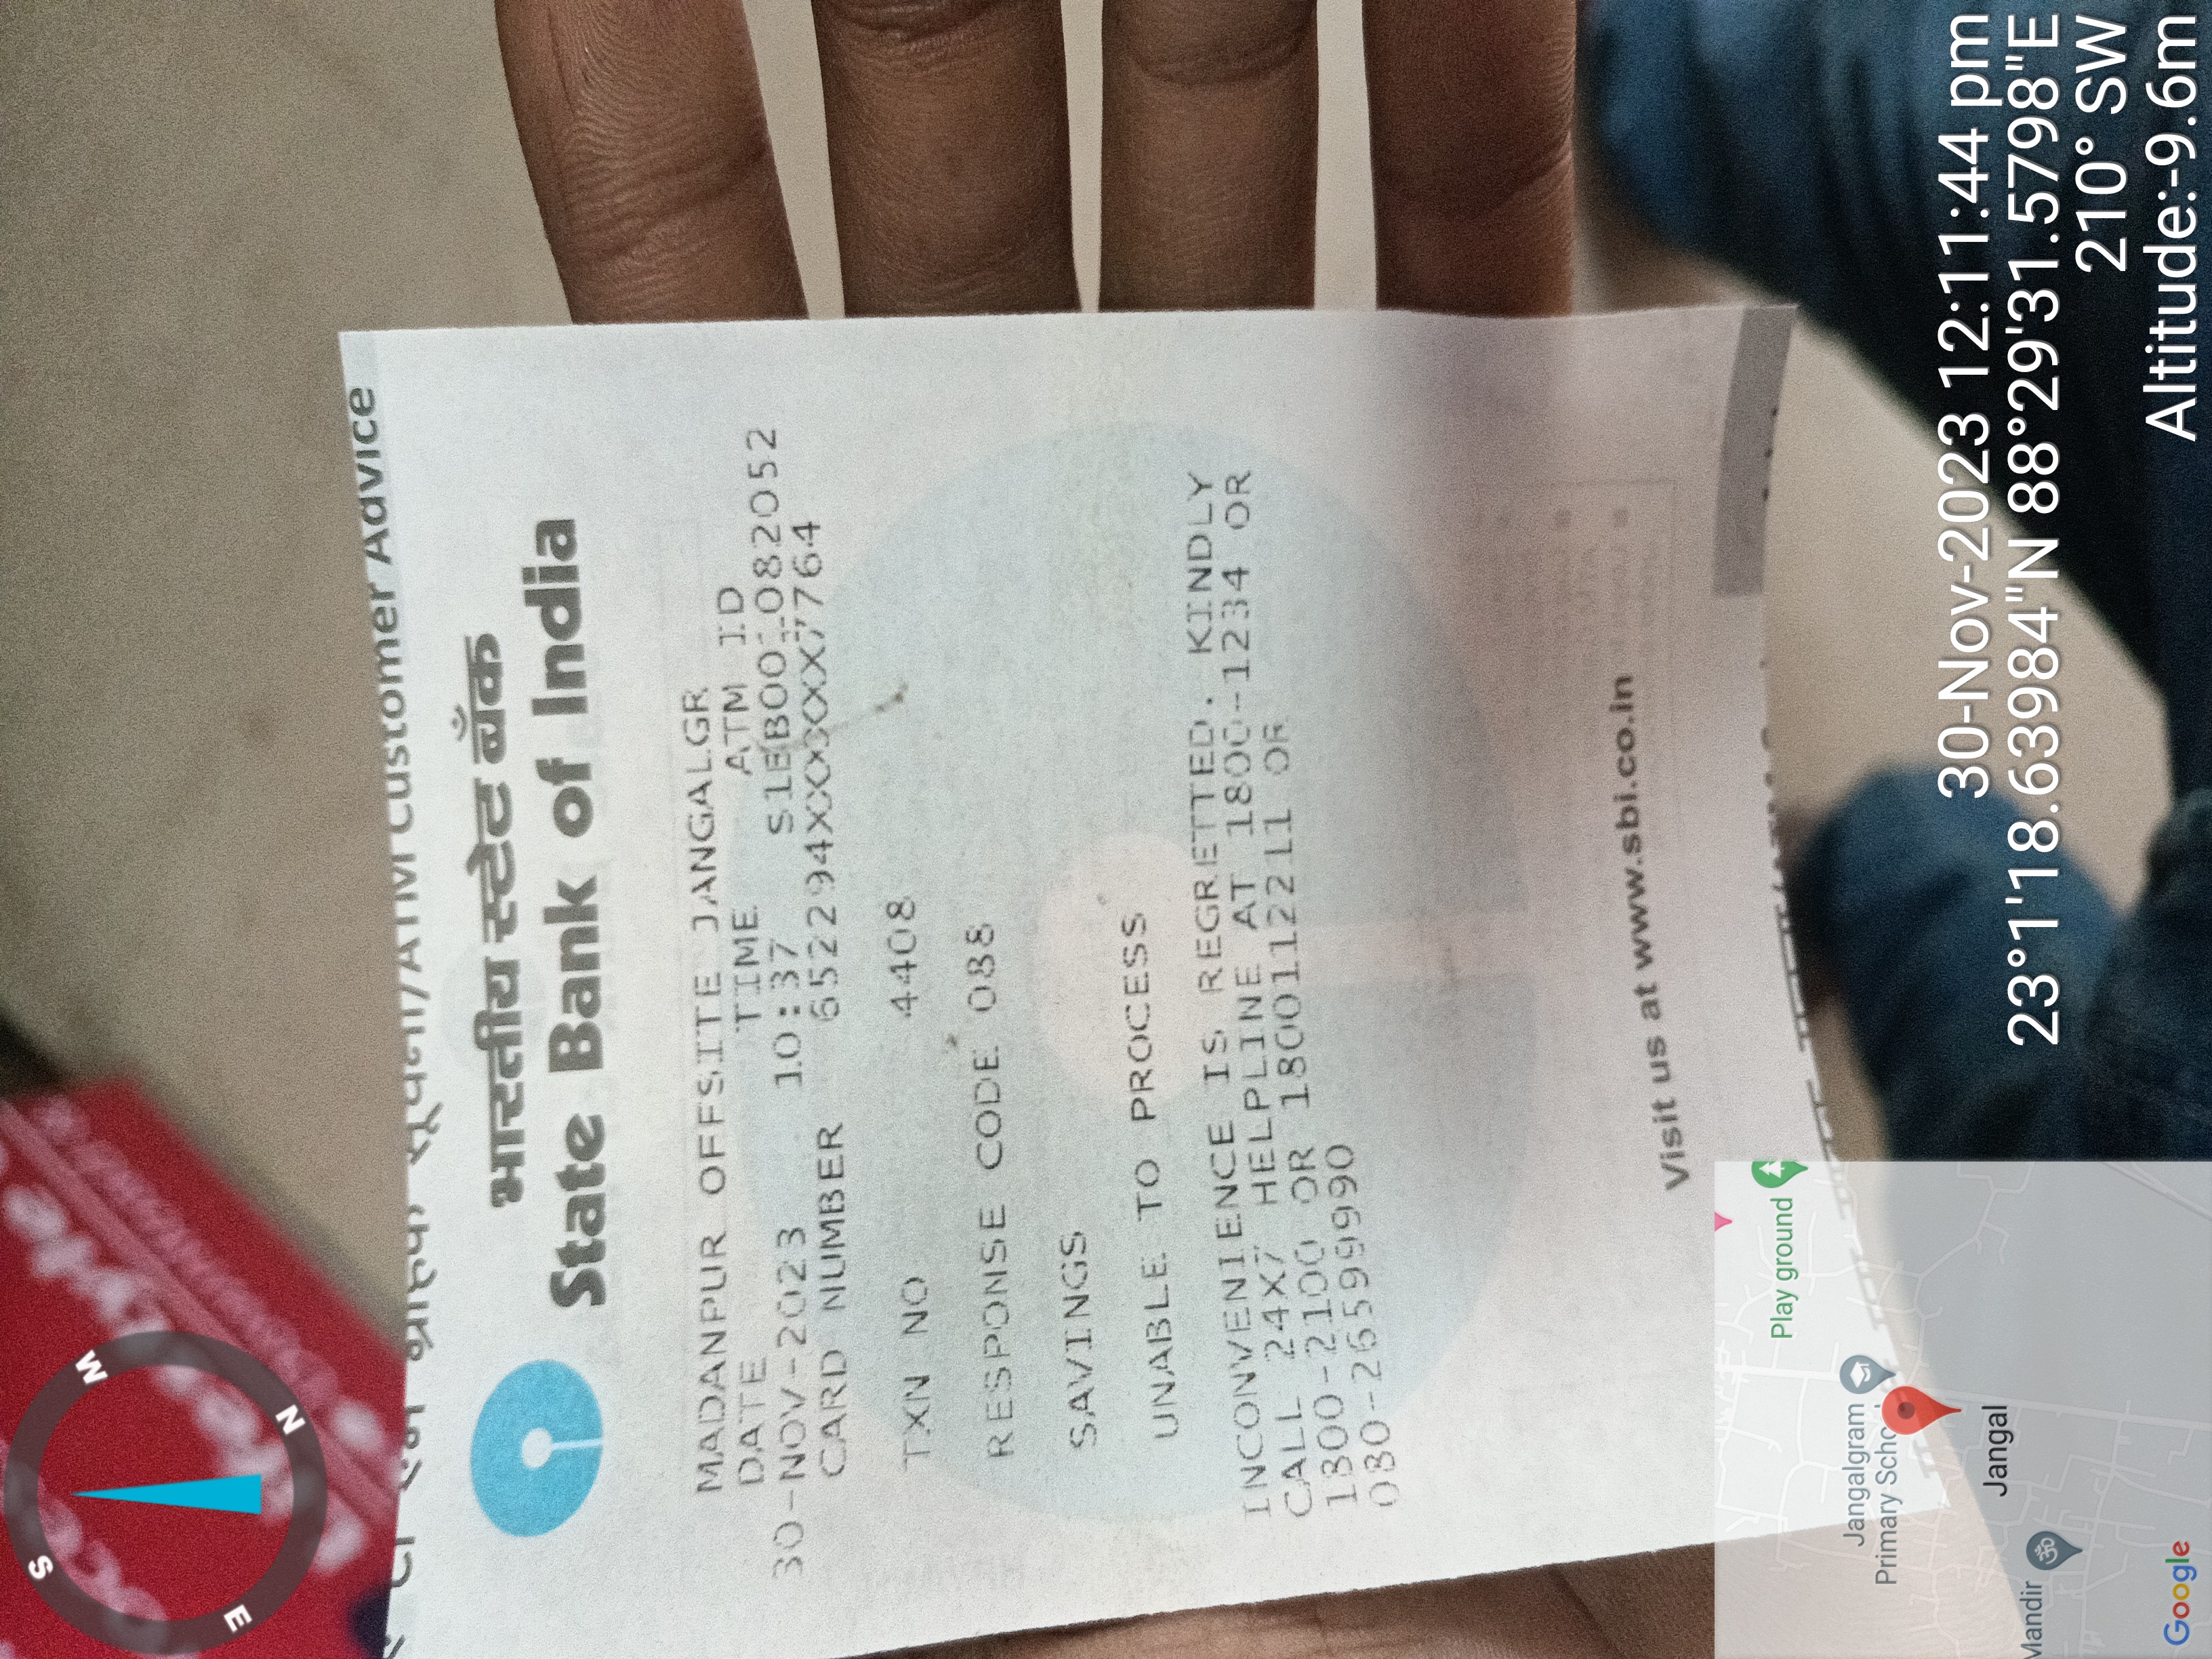 S
W
E
N
ग्राहक सूचना/ATM Customer Advice
भारतीय स्टेट बैंक
State Bank of India
MADANPUR OFFSITE JANGALGR
DATE TIME ATM ID
30-NOV-2023 10:37 S1EB001082052
CARD NUMBER 652294XXXXXX7764
TXN NO 4408
RESPONSE CODE 088
SAVINGS
UNABLE TO PROCESS
INCONVENIENCE IS REGRETTED. KINDLY
CALL 24X7 HELPLINE AT 1800-1234 OR
1800-2100 OR 1800112211 OR
080-26599990
Visit us at www.sbi.co.in
Play ground
Jangalgram
Primary School
Jangal
Mandir
Google
30-Nov-2023 12:11:44 pm
23°1'18.63984"N 88°29'31.5798"E
210° SW
Altitude:-9.6m